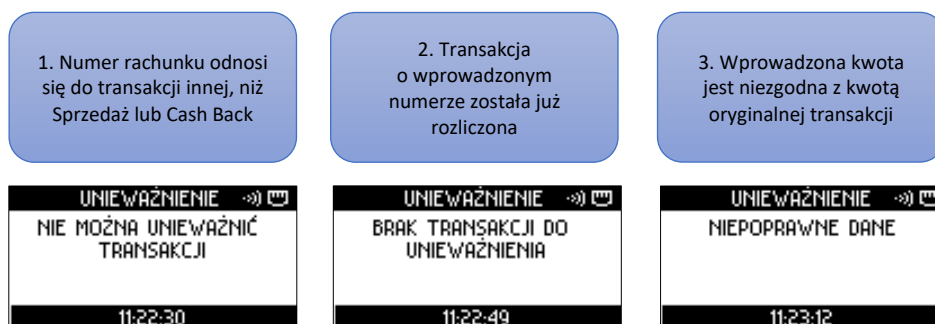 1. Numer rachunku odnosi
się do transakcji innej, niż
Sprzedaż lub Cash Back
2. Transakcja
o wprowadzonym
numerze została już
rozliczona
3. Wprowadzona kwota
jest niezgodna z kwotą
oryginalnej transakcji
UNIEWAŻNIENIE
NIE MOŻNA UNIEWAŻNIĆ
TRANSAKCJI
11:22:30
UNIEWAŻNIENIE
BRAK TRANSAKCJI DO
UNIEWAŻNIENIA
11:22:49
UNIEWAŻNIENIE
NIEPOPRAWNE DANE
11:23:12